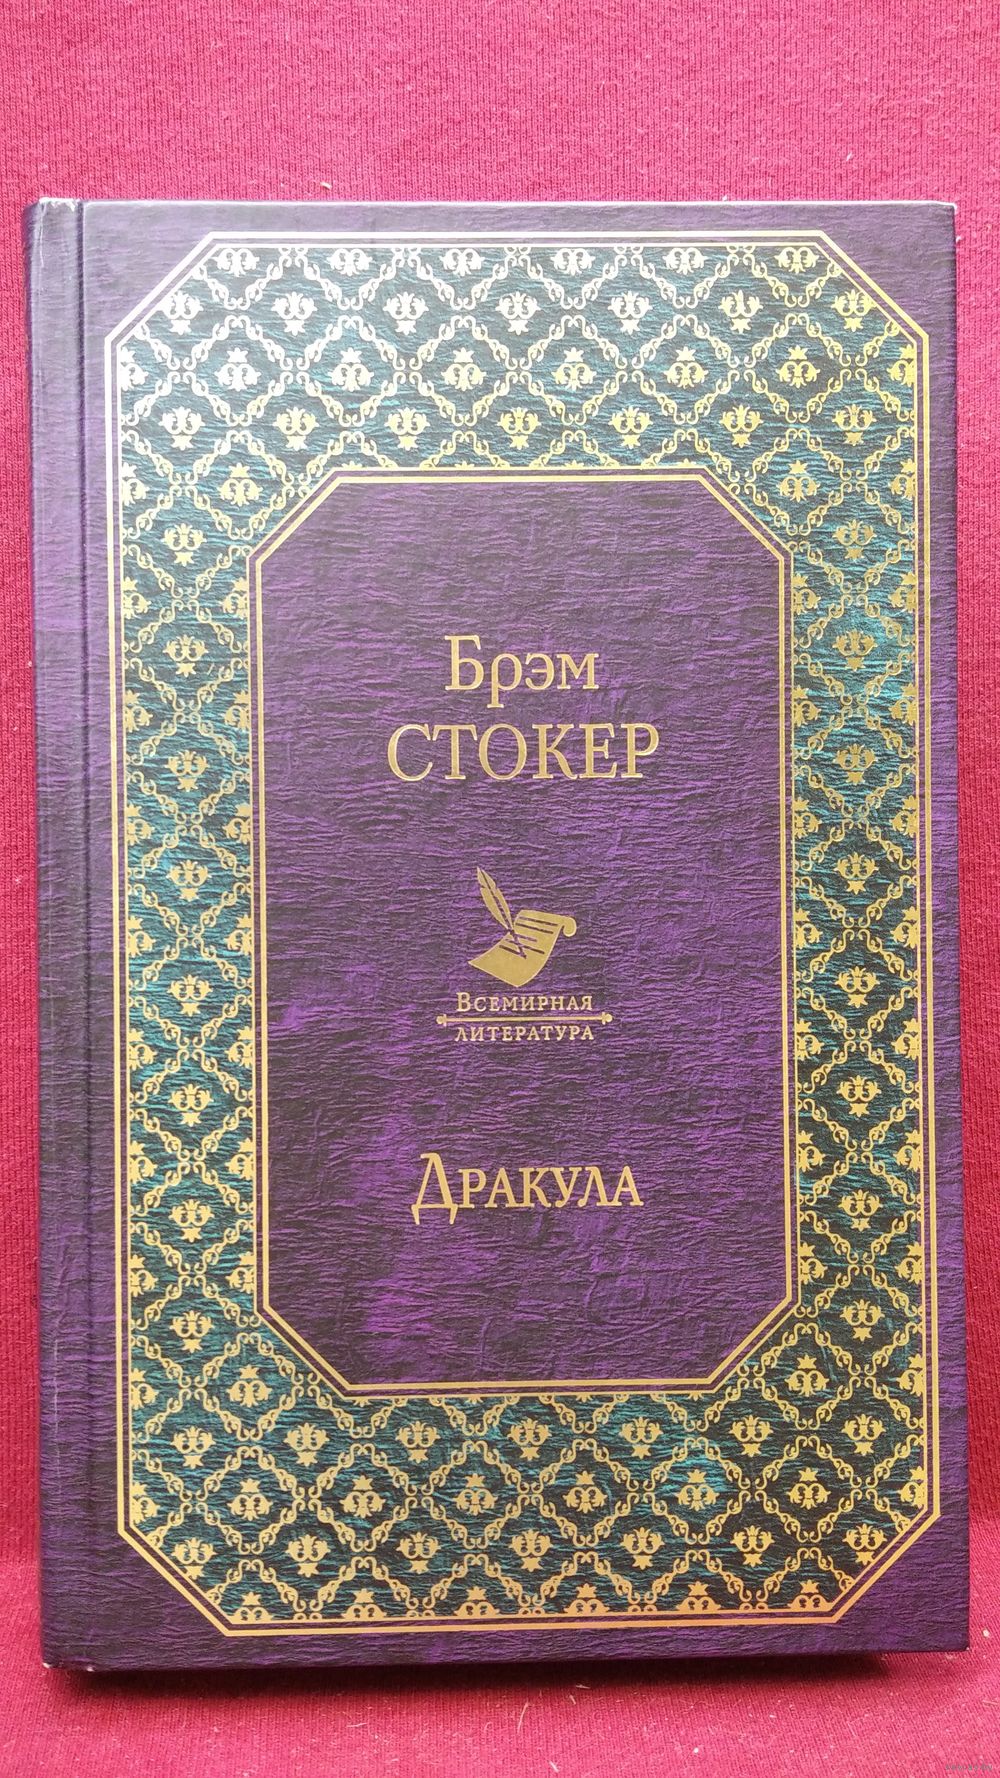 Брэм
СТОКЕР
Всемирная
литература
Дракула